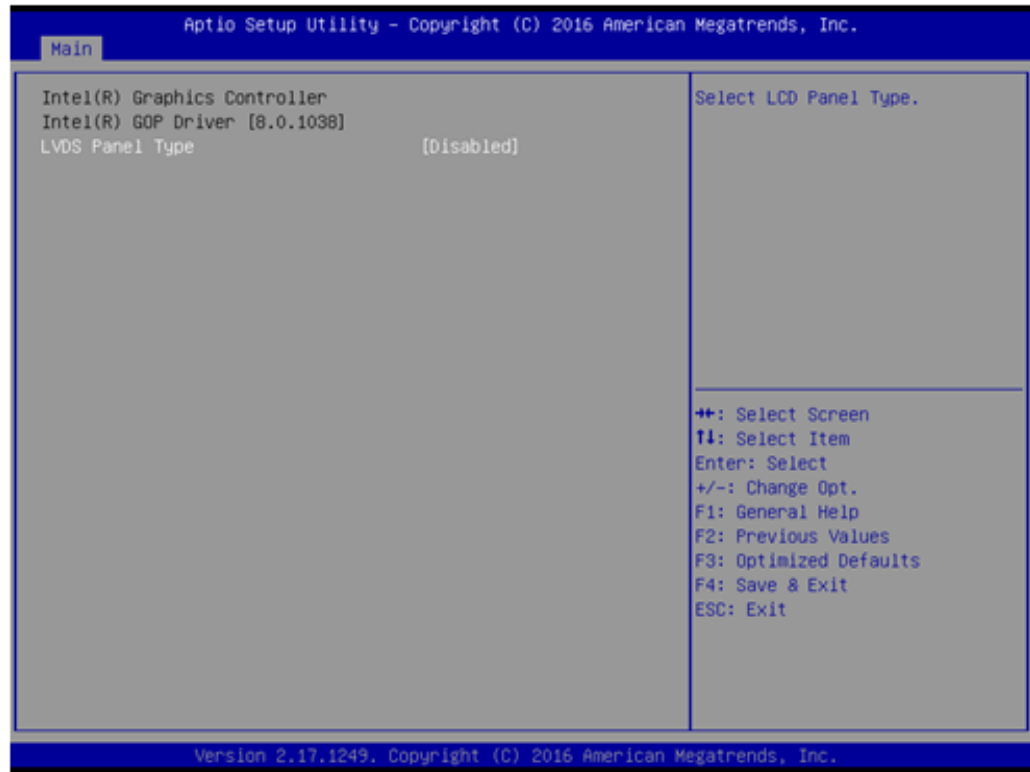 Aptio Setup Utility – Copyright (C) 2016 American Megatrends, Inc.
Main
Intel(R) Graphics Controller
Intel(R) GOP Driver [8.0.1038]
LVDS Panel Type [Disabled]
Select LCD Panel Type.
→←: Select Screen
↑↓: Select Item
Enter: Select
+/-: Change Opt.
F1: General Help
F2: Previous Values
F3: Optimized Defaults
F4: Save & Exit
ESC: Exit
Version 2.17.1249. Copyright (C) 2016 American Megatrends, Inc.